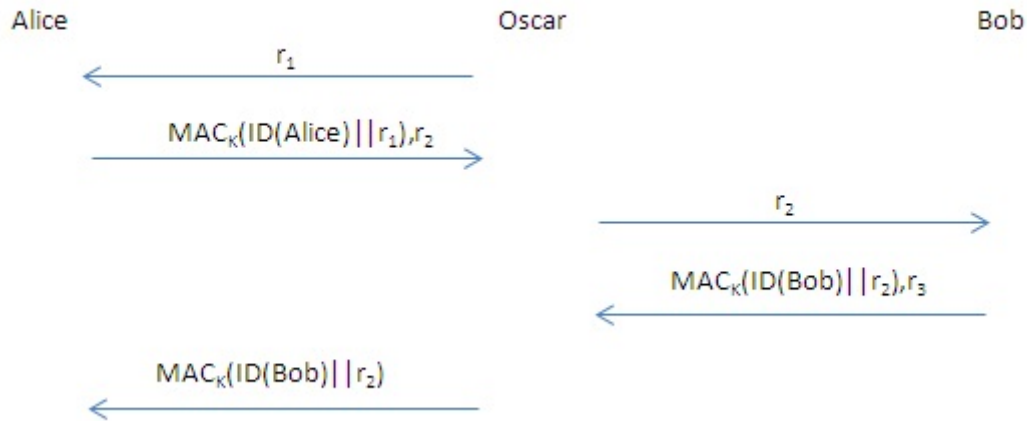 Alice Oscar Bob
r₁
MACₖ(ID(Alice)||r₁),r₂
r₂
MACₖ(ID(Bob)||r₂),r₃
MACₖ(ID(Bob)||r₂)